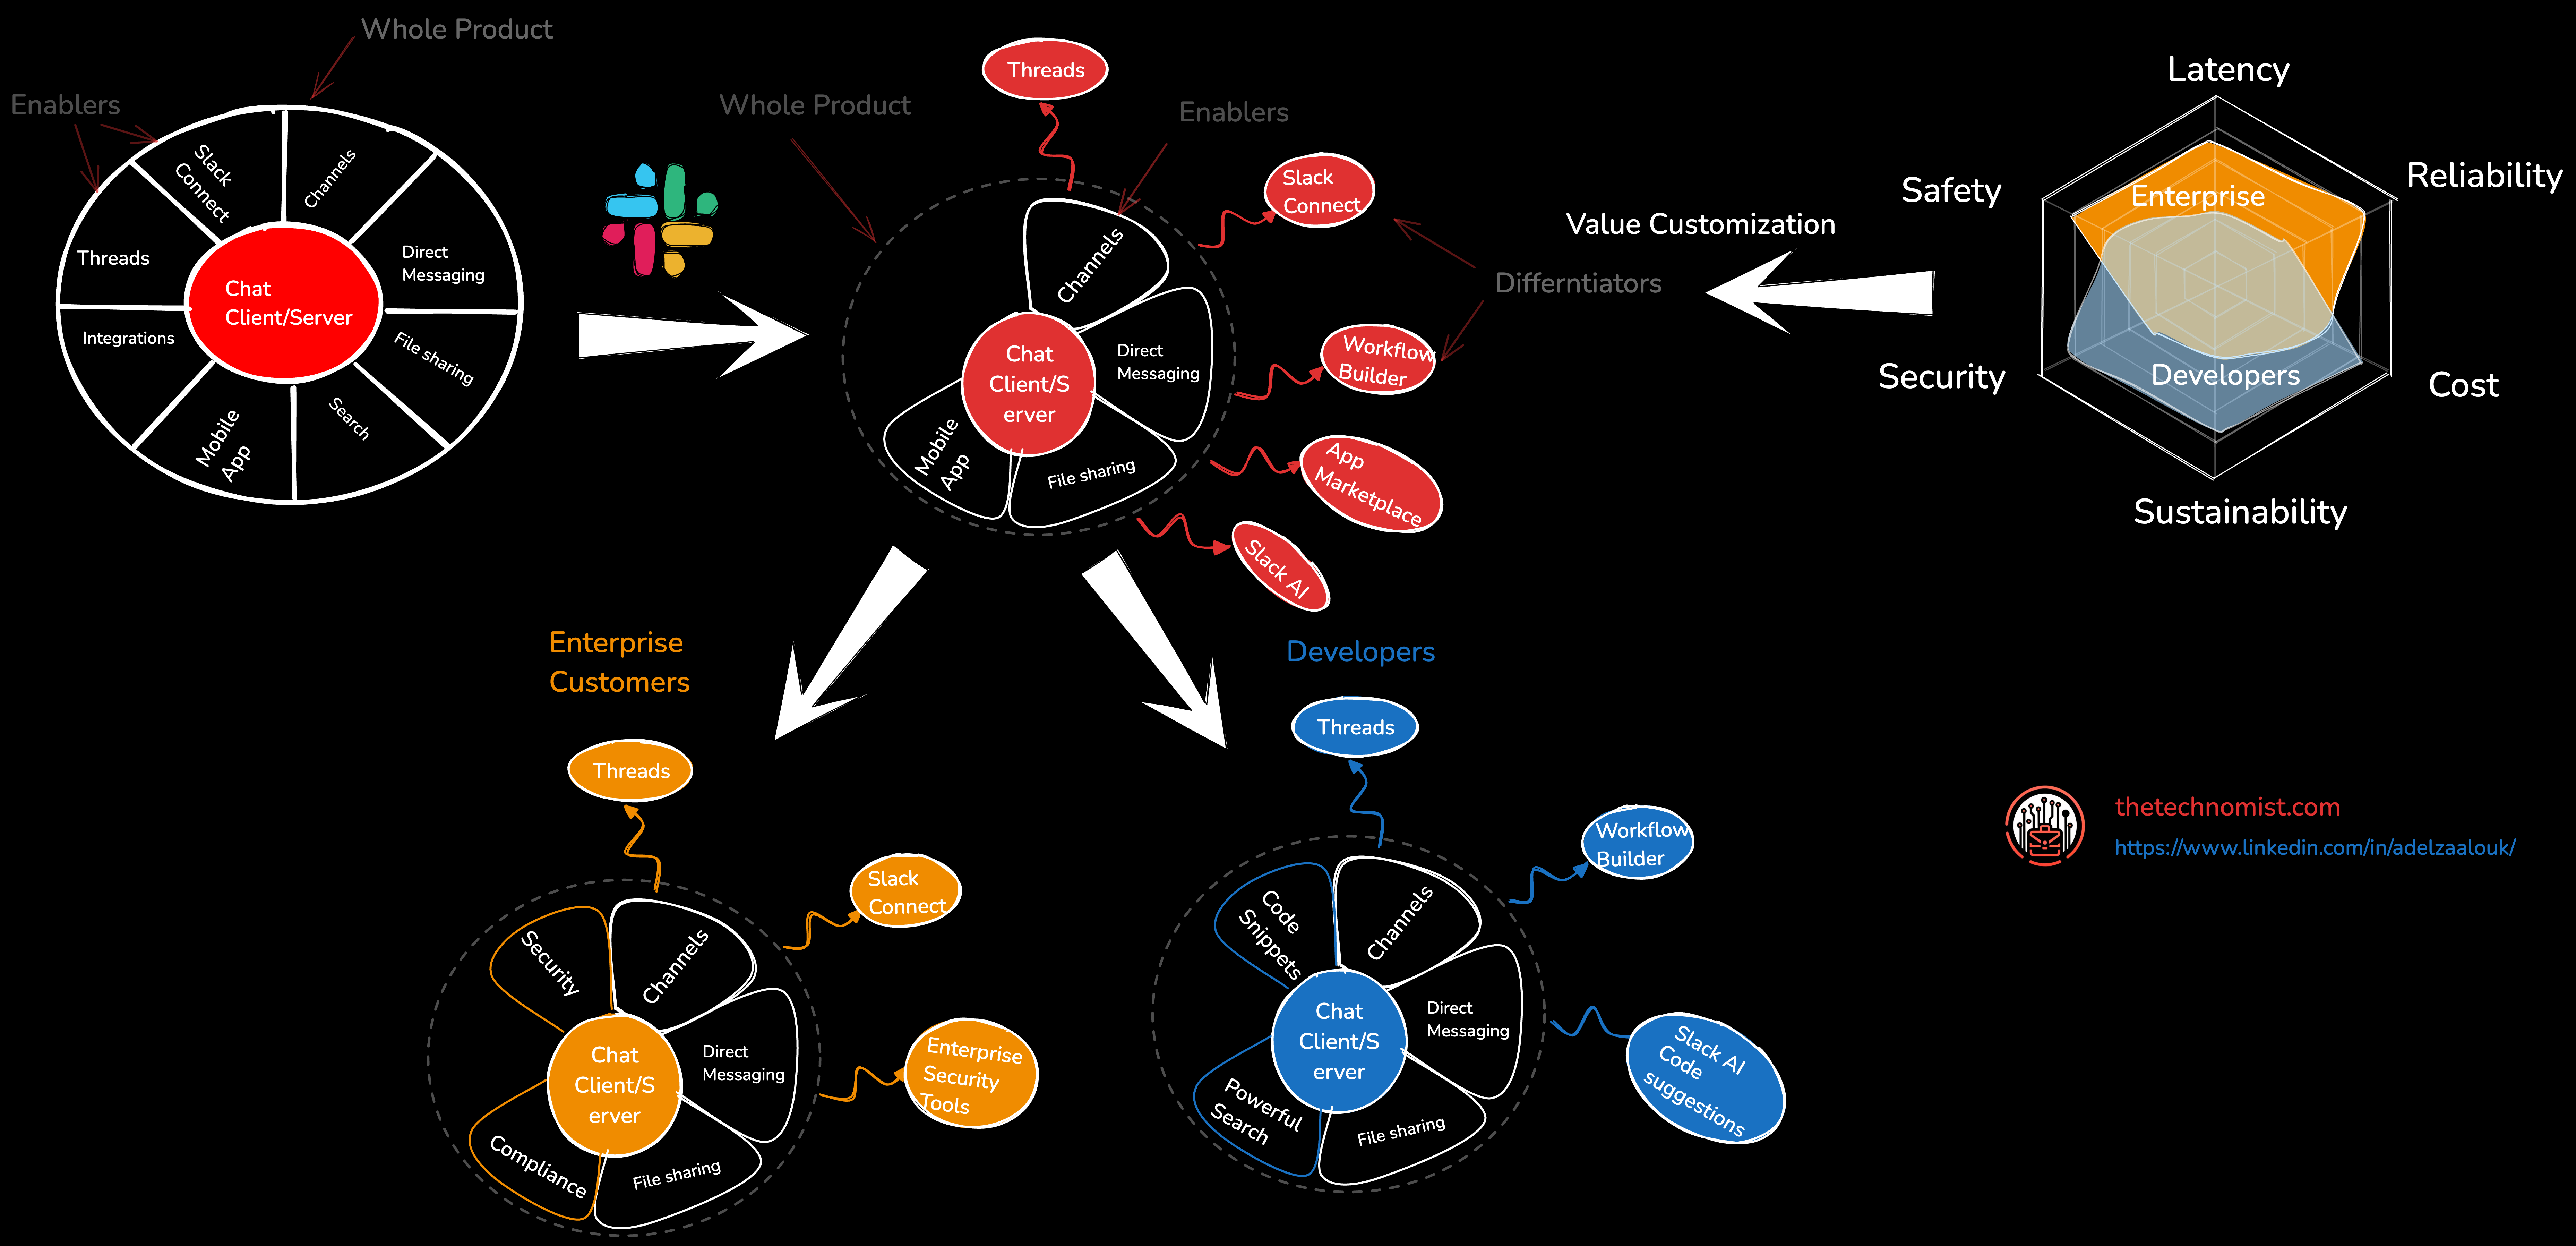 Whole Product
Enablers
Slack
Connect
Channels
Threads
Direct
Messaging
Chat
Client/Server
Integrations
File sharing
Mobile
App
Search
Whole Product
Enablers
Threads
Slack
Connect
Channels
Differntiators
Chat
Client/S
erver
Direct
Messaging
Workflow
Builder
Mobile
App
File sharing
App
Marketplace
Slack AI
Value Customization
Latency
Reliability
Safety
Enterprise
Security
Developers
Cost
Sustainability
Enterprise
Customers
Threads
Slack
Connect
Security
Channels
Chat
Client/S
erver
Direct
Messaging
Enterprise
Security
Tools
Compliance
File sharing
Developers
Threads
Workflow
Builder
Code
Snippets
Channels
Chat
Client/S
erver
Direct
Messaging
Slack AI
Code
suggestions
Powerful
Search
File sharing
thetechnomist.com
https://www.linkedin.com/in/adelzaalouk/